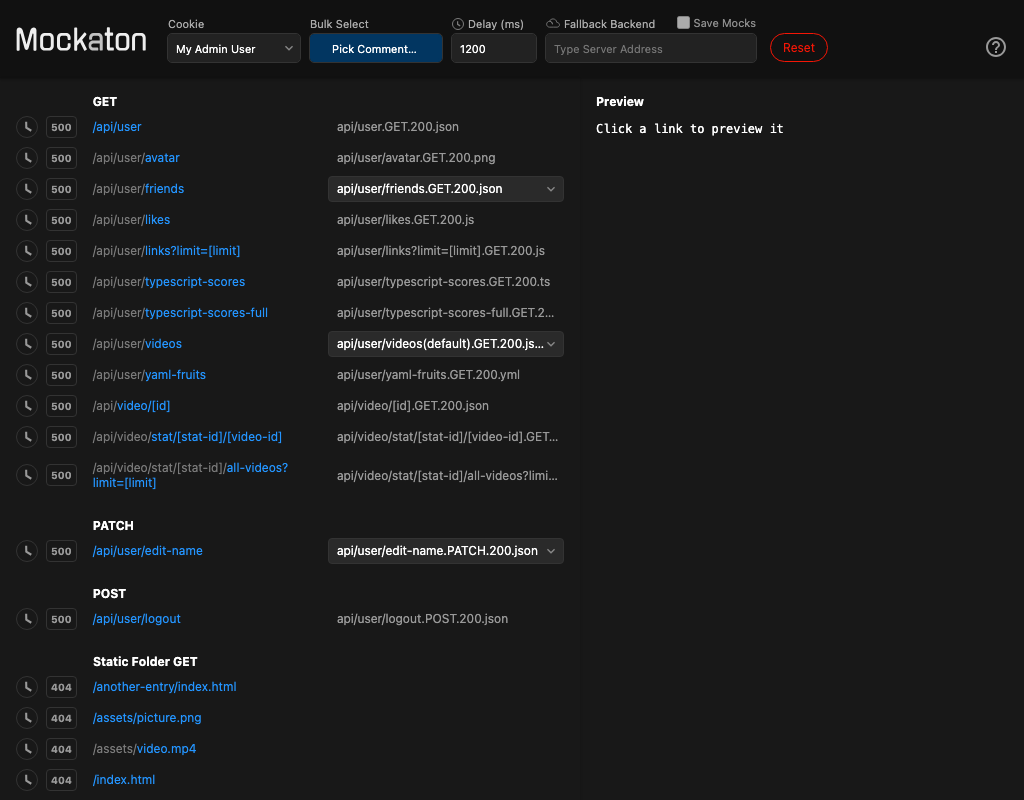 Mockaton
Cookie
My Admin User
Bulk Select
Pick Comment…
Delay (ms)
1200
Fallback Backend
Type Server Address
Save Mocks
Reset
?
GET
500 /api/user api/user.GET.200.json
500 /api/user/avatar api/user/avatar.GET.200.png
500 /api/user/friends api/user/friends.GET.200.json
500 /api/user/likes api/user/likes.GET.200.js
500 /api/user/links?limit=[limit] api/user/links?limit=[limit].GET.200.js
500 /api/user/typescript-scores api/user/typescript-scores.GET.200.ts
500 /api/user/typescript-scores-full api/user/typescript-scores-full.GET.2…
500 /api/user/videos api/user/videos(default).GET.200.js…
500 /api/user/yaml-fruits api/user/yaml-fruits.GET.200.yml
500 /api/video/[id] api/video/[id].GET.200.json
500 /api/video/stat/[stat-id]/[video-id] api/video/stat/[stat-id]/[video-id].GET…
500 /api/video/stat/[stat-id]/all-videos?
limit=[limit] api/video/stat/[stat-id]/all-videos?limi…
PATCH
500 /api/user/edit-name api/user/edit-name.PATCH.200.json
POST
500 /api/user/logout api/user/logout.POST.200.json
Static Folder GET
404 /another-entry/index.html
404 /assets/picture.png
404 /assets/video.mp4
404 /index.html
Preview
Click a link to preview it